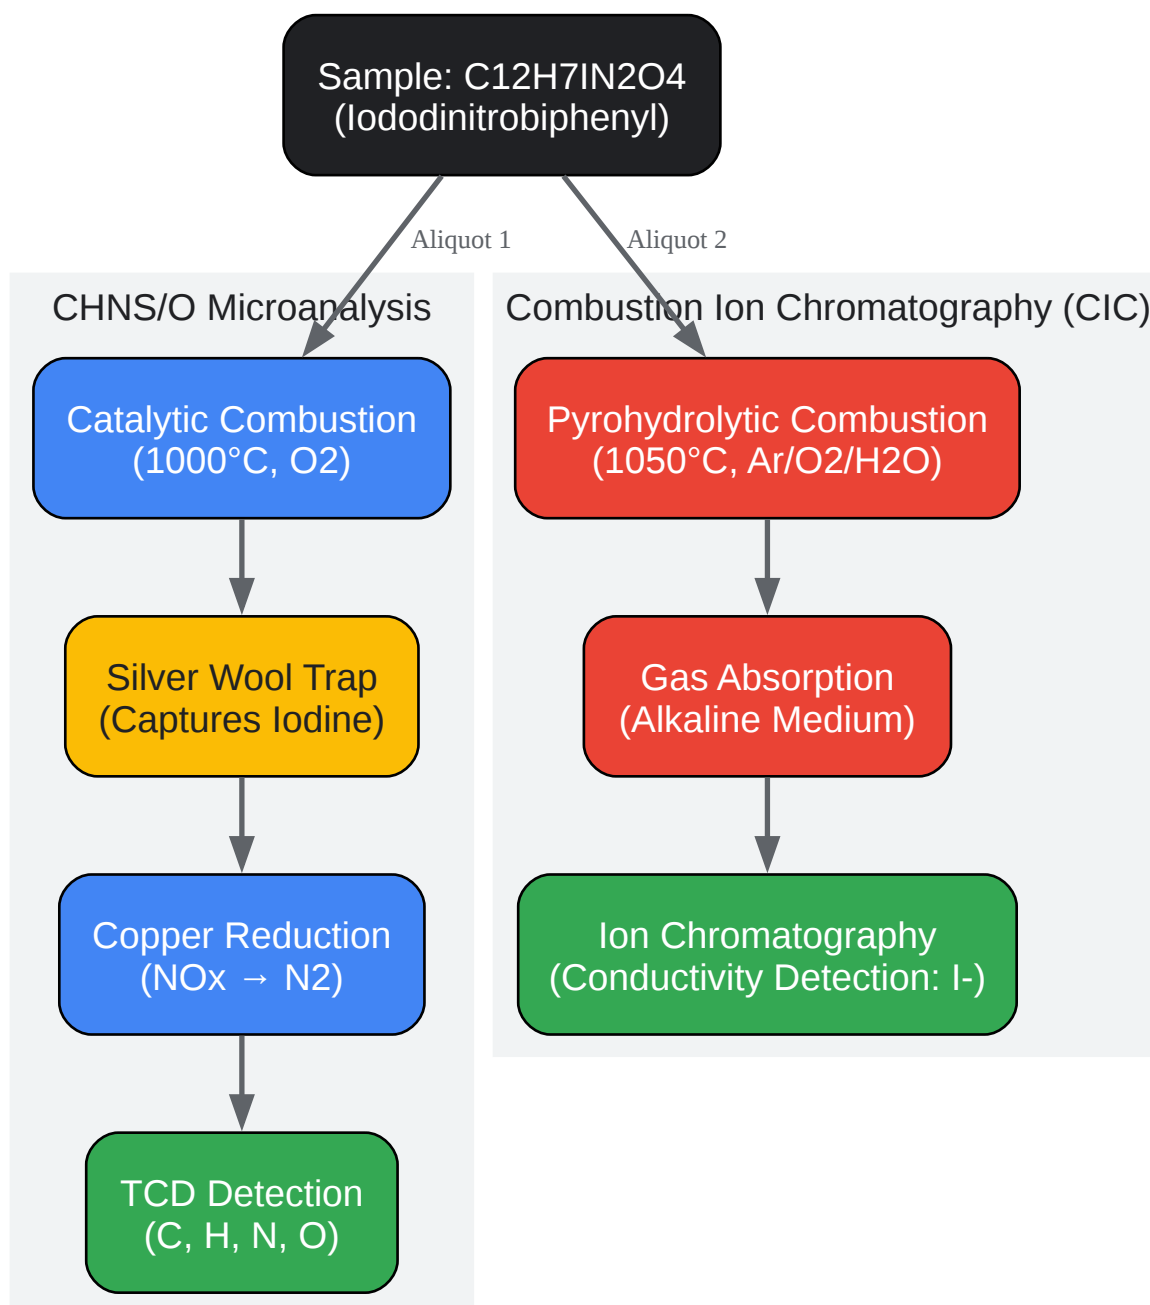 Sample: C12H7IN2O4
(Iododinitrobiphenyl)
Aliquot 1
Aliquot 2
CHNS/O Microanalysis
Catalytic Combustion
(1000°C, O2)
Silver Wool Trap
(Captures Iodine)
Copper Reduction
(NOx → N2)
TCD Detection
(C, H, N, O)
Combustion Ion Chromatography (CIC)
Pyrohydrolytic Combustion
(1050°C, Ar/O2/H2O)
Gas Absorption
(Alkaline Medium)
Ion Chromatography
(Conductivity Detection: I-)